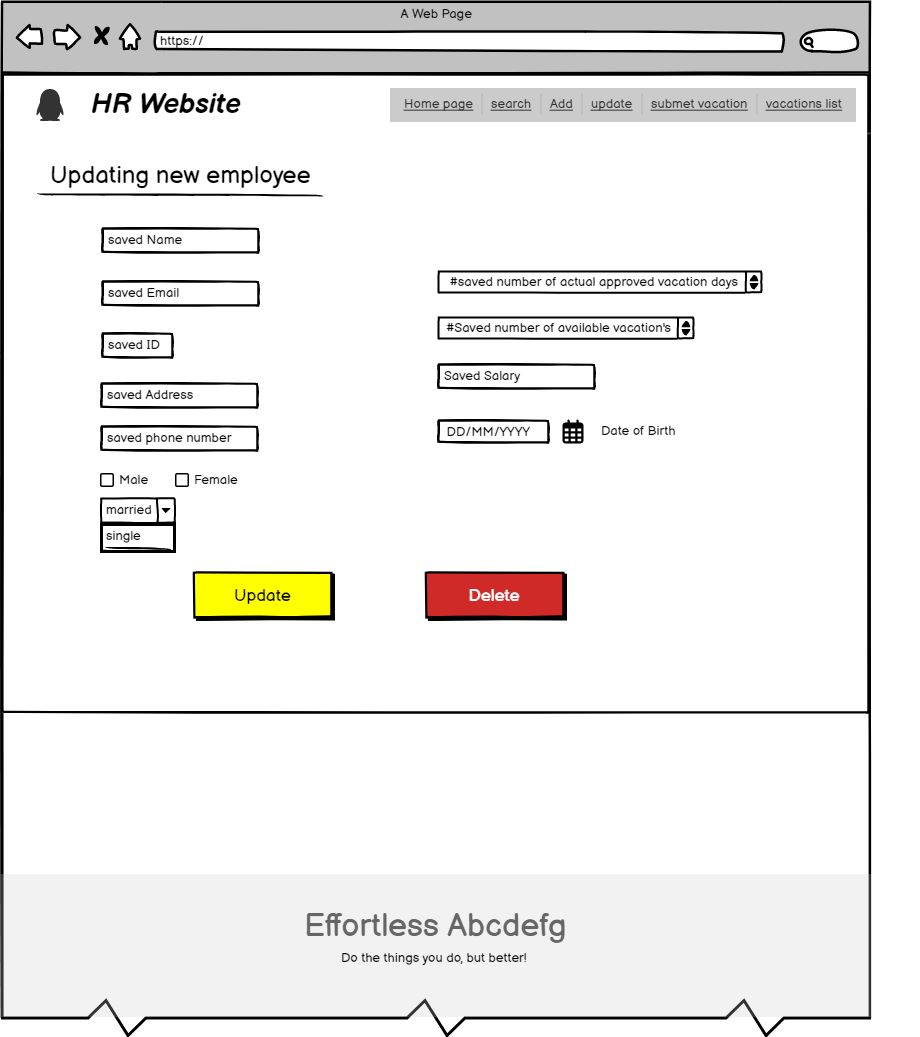 A Web Page
https://
HR Website
Home page search Add update submet vacation vacations list
Updating new employee
saved Name
saved Email
saved ID
saved Address
saved phone number
Male Female
married
single
#saved number of actual approved vacation days
#Saved number of available vacation's
Saved Salary
DD/MM/YYYY Date of Birth
Update Delete
Effortless Abcdefg
Do the things you do, but better!